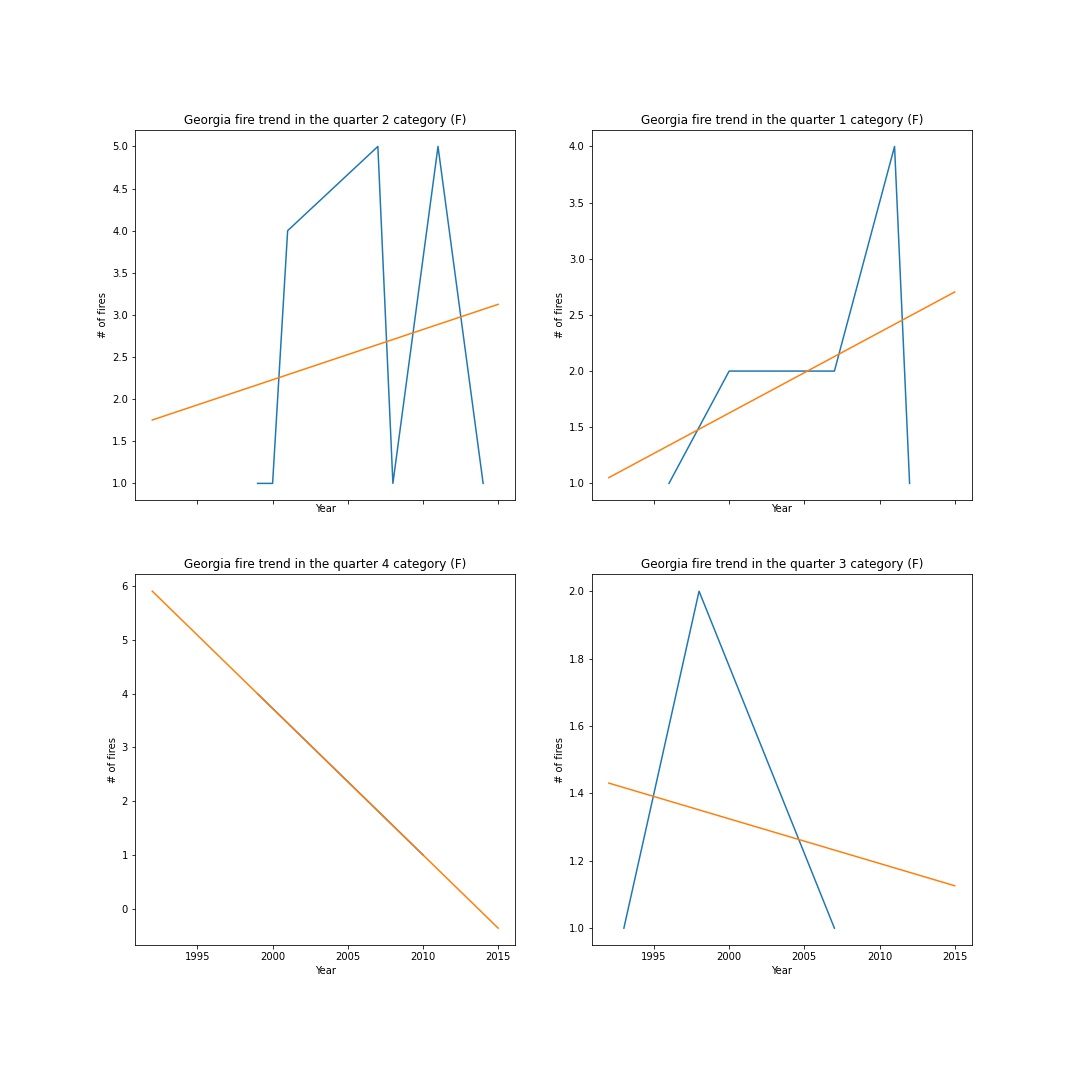 Georgia fire trend in the quarter 2 category (F)
5.0
4.5
4.0
3.5
3.0
2.5
2.0
1.5
1.0
# of fires
Year
Georgia fire trend in the quarter 1 category (F)
4.0
3.5
3.0
2.5
2.0
1.5
1.0
# of fires
Year
Georgia fire trend in the quarter 4 category (F)
6
5
4
3
2
1
0
# of fires
1995 2000 2005 2010 2015
Year
Georgia fire trend in the quarter 3 category (F)
2.0
1.8
1.6
1.4
1.2
1.0
# of fires
1995 2000 2005 2010 2015
Year